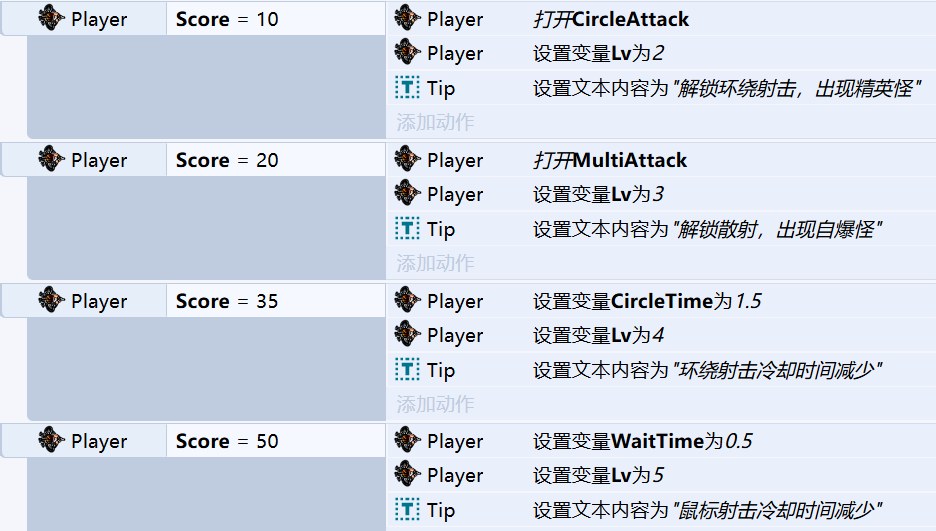 Player Score = 10 Player 打开CircleAttack
Player 设置变量Lv为2
Tip 设置文本内容为"解锁环绕射击，出现精英怪"
添加动作
Player Score = 20 Player 打开MultiAttack
Player 设置变量Lv为3
Tip 设置文本内容为"解锁散射，出现自爆怪"
添加动作
Player Score = 35 Player 设置变量CircleTime为1.5
Player 设置变量Lv为4
Tip 设置文本内容为"环绕射击冷却时间减少"
添加动作
Player Score = 50 Player 设置变量WaitTime为0.5
Player 设置变量Lv为5
Tip 设置文本内容为"鼠标射击冷却时间减少"